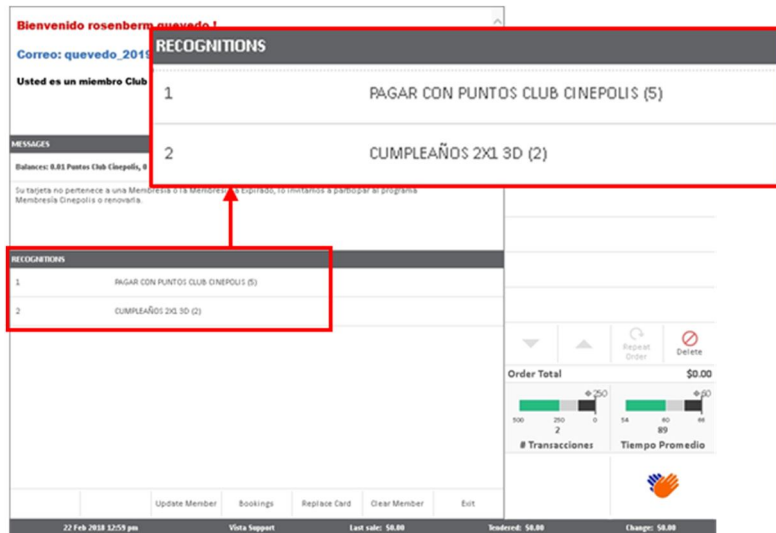 Bienvenido rosenberm quevedo !
Correo: quevedo_2019
Usted es un miembro Club
RECOGNITIONS
1 PAGAR CON PUNTOS CLUB CINEPOLIS (5)
2 CUMPLEAÑOS 2X1 3D (2)
MESSAGES
Balances: 0.01 Puntos Club Cinepolis, 0
Su tarjeta no pertenece a una Membresía o la Membresía ha Expirado, lo invitamos a participar al programa
Membresía Cinepolis o renovarla.
RECOGNITIONS
1 PAGAR CON PUNTOS CLUB CINEPOLIS (5)
2 CUMPLEAÑOS 2X1 3D (2)
Repeat Order
Delete
Order Total $0.00
250 60
500 250 0 54 60 66
2 89
# Transacciones Tiempo Promedio
Update Member Bookings Replace Card Clear Member Exit
22 Feb 2018 12:59 pm Vista Support Last sale: $0.00 Tendered: $0.00 Change: $0.00